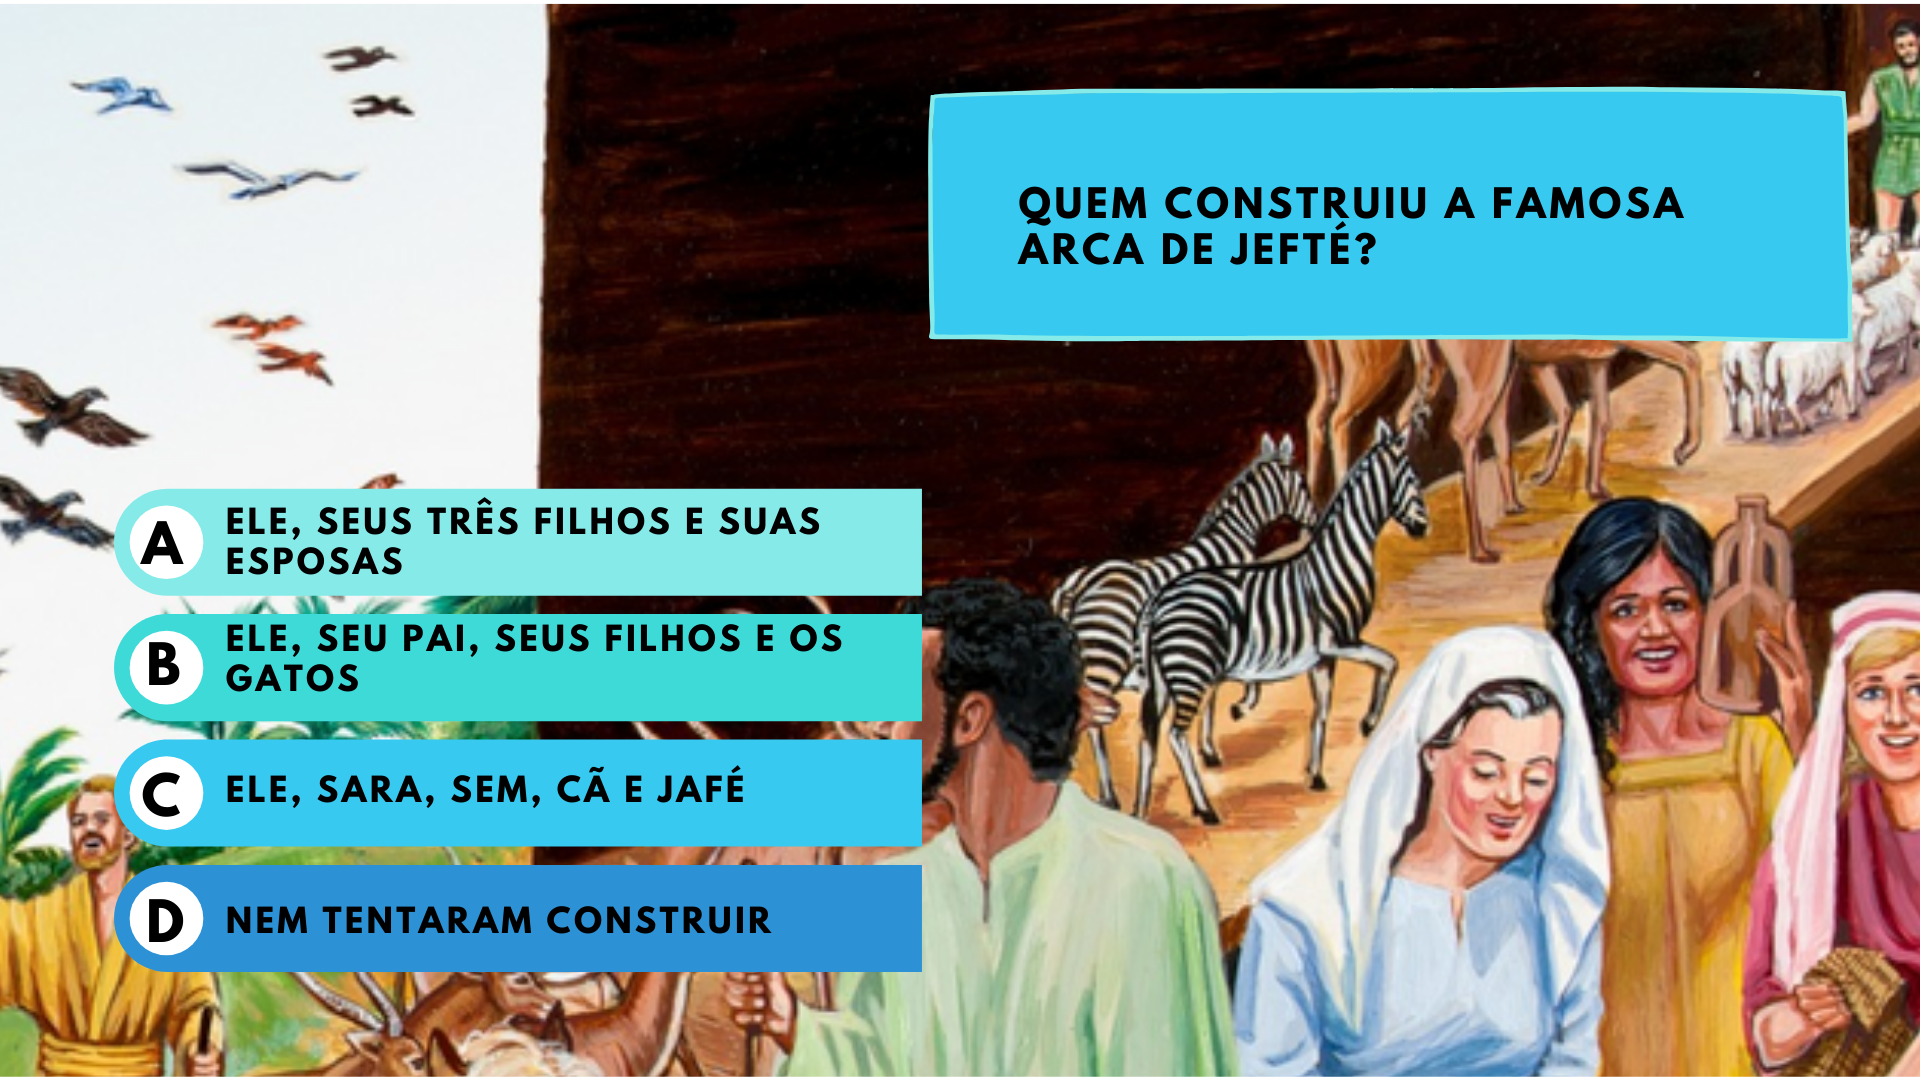 QUEM CONSTRUIU A FAMOSA
ARCA DE JEFTÉ?
A
ELE, SEUS TRÊS FILHOS E SUAS
ESPOSAS
B
ELE, SEU PAI, SEUS FILHOS E OS
GATOS
C
ELE, SARA, SEM, CÃ E JAFÉ
D
NEM TENTARAM CONSTRUIR